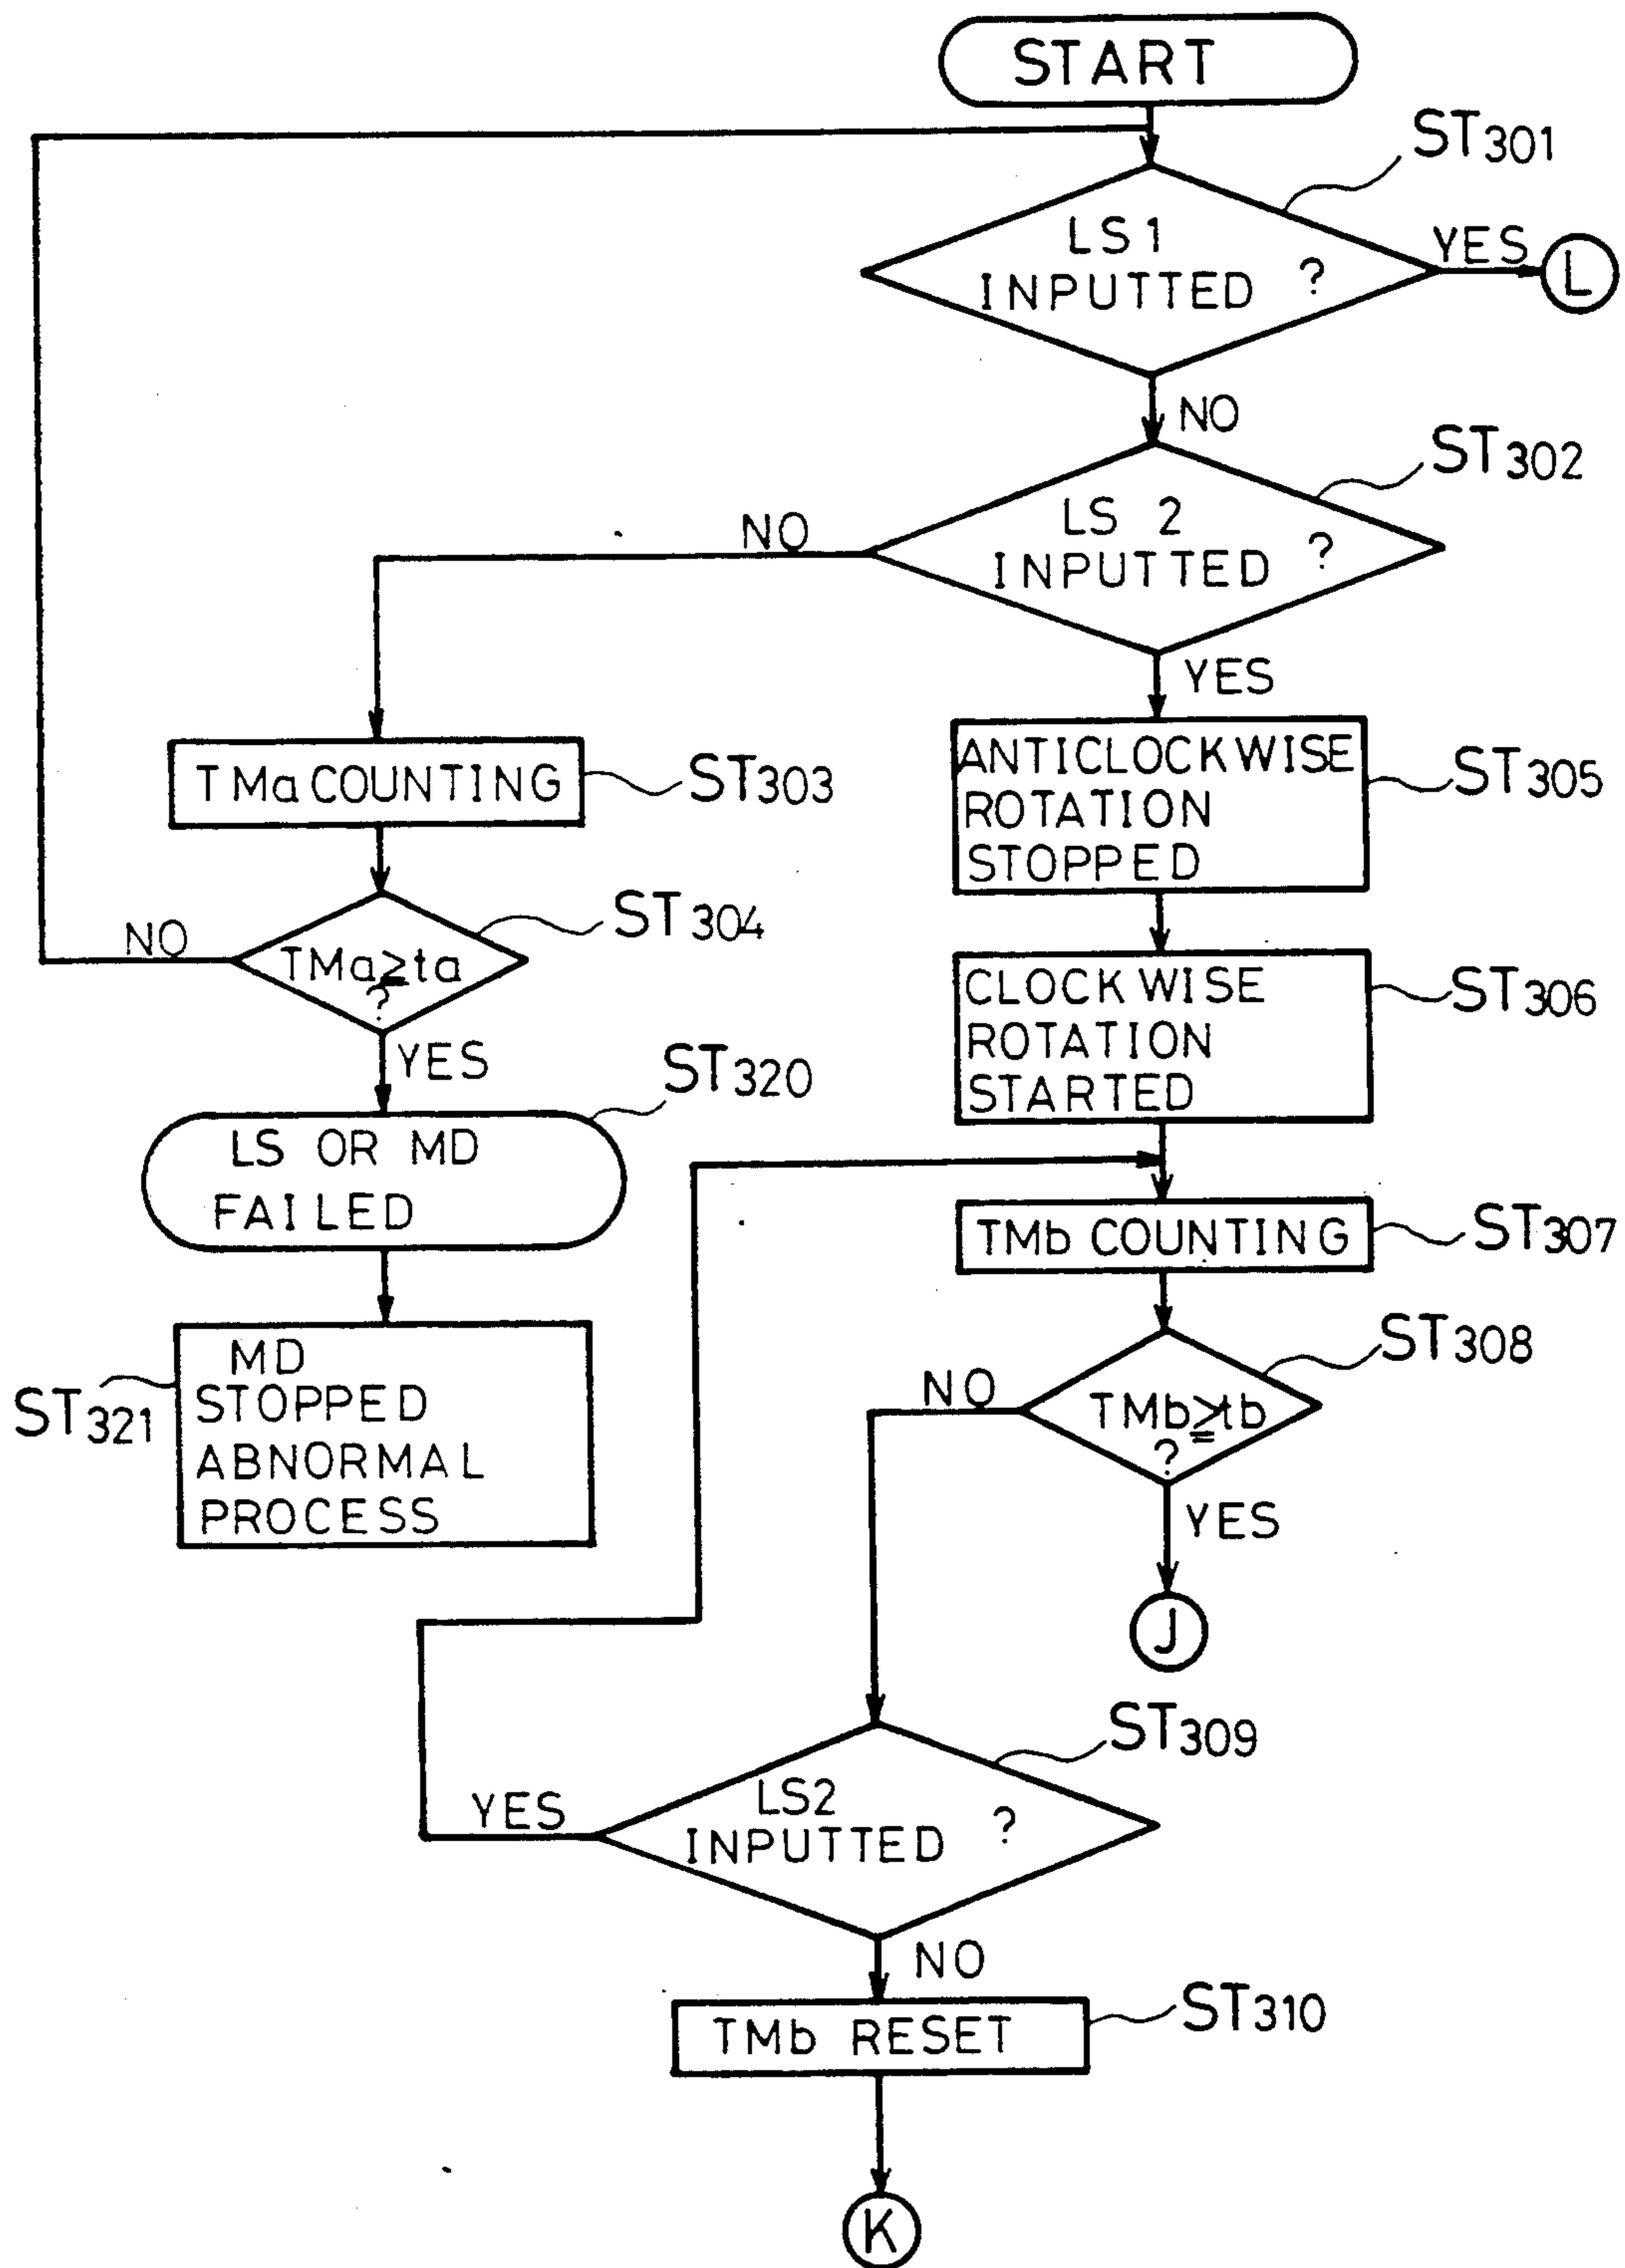 START
ST301
LS1
INPUTTED ?
YES
L
NO
ST302
LS 2
INPUTTED ?
NO
YES
TMa COUNTING
ST303
ANTICLOCKWISE
ROTATION
STOPPED
ST305
ST304
NO
TMa≧ta
?
YES
CLOCKWISE
ROTATION
STARTED
ST306
ST320
LS OR MD
FAILED
TMb COUNTING
ST307
ST321
MD
STOPPED
ABNORMAL
PROCESS
ST308
NO
TMb≧tb
?
YES
J
ST309
YES
LS2
INPUTTED ?
NO
TMb RESET
ST310
K